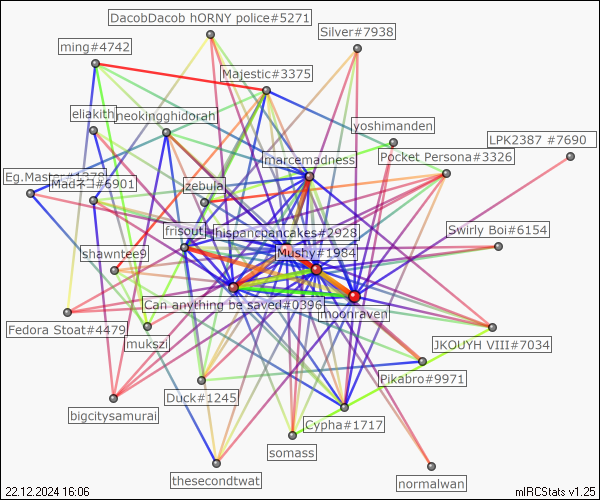 DacobDacob hORNY police#5271
Silver#7938
ming#4742
Majestic#3375
eliakith
neokingghidorah
yoshimanden
LPK2387 #7690
marcemadness
Pocket Persona#3326
Eg.Master#1378
Madネコ#6901
zebula
frisout
hispancpancakes#2928
Swirly Boi#6154
shawntee9
Mushy#1984
Can anything be saved#0396
moonraven
Fedora Stoat#4479
mukszi
JKOUYH VIII#7034
Pikabro#9971
Duck#1245
bigcitysamurai
Cypha#1717
somass
thesecondtwat
normalwan
22.12.2024 16:06
mIRCStats v1.25